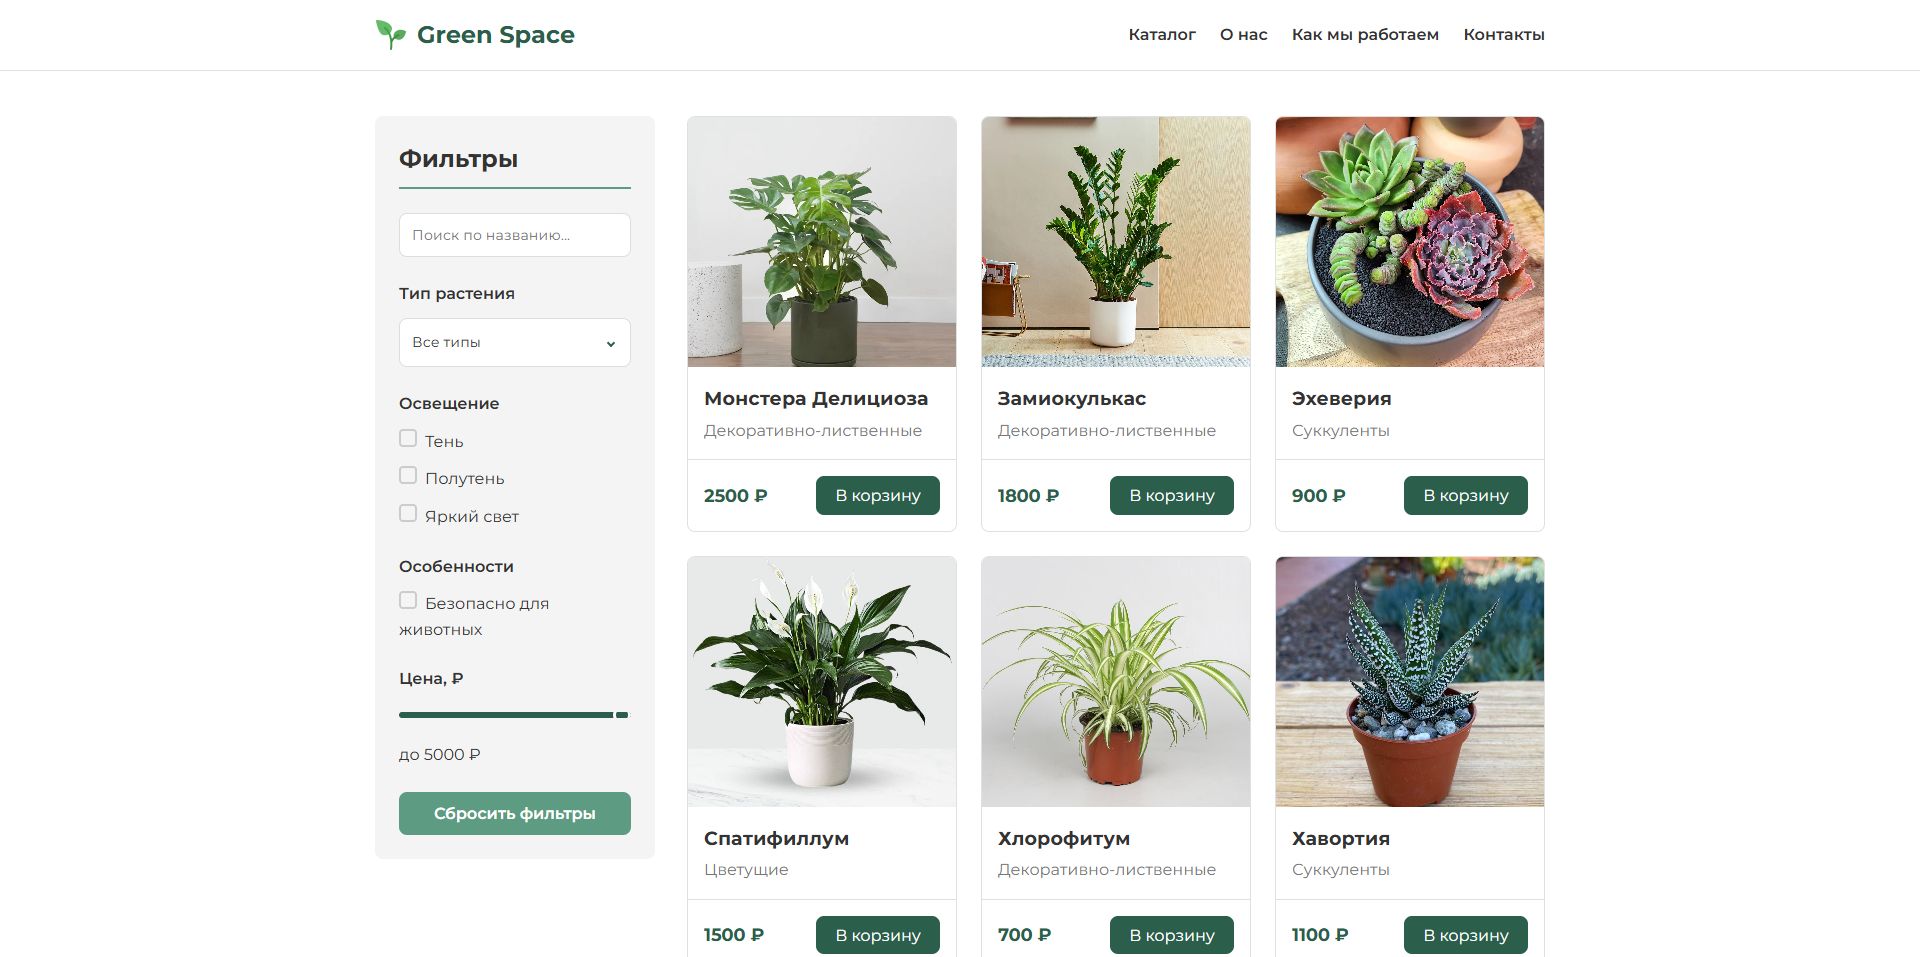 Green Space
Каталог
О нас
Как мы работаем
Контакты
Фильтры
Поиск по названию...
Тип растения
Все типы
Освещение
Тень
Полутень
Яркий свет
Особенности
Безопасно для
животных
Цена, ₽
до 5000 ₽
Сбросить фильтры
Монстера Делициоза
Декоративно-лиственные
2500 ₽
В корзину
Замиокулькас
Декоративно-лиственные
1800 ₽
В корзину
Эхеверия
Суккуленты
900 ₽
В корзину
Спатифиллум
Цветущие
1500 ₽
В корзину
Хлорофитум
Декоративно-лиственные
700 ₽
В корзину
Хавортия
Суккуленты
1100 ₽
В корзину